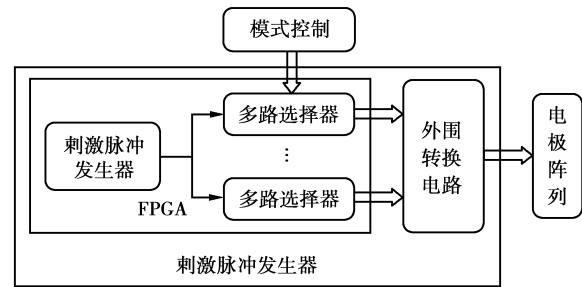 模式控制
多路选择器
刺激脉冲
发生器
⋮
多路选择器
FPGA
外围
转换
电路
电
极
阵
列
刺激脉冲发生器